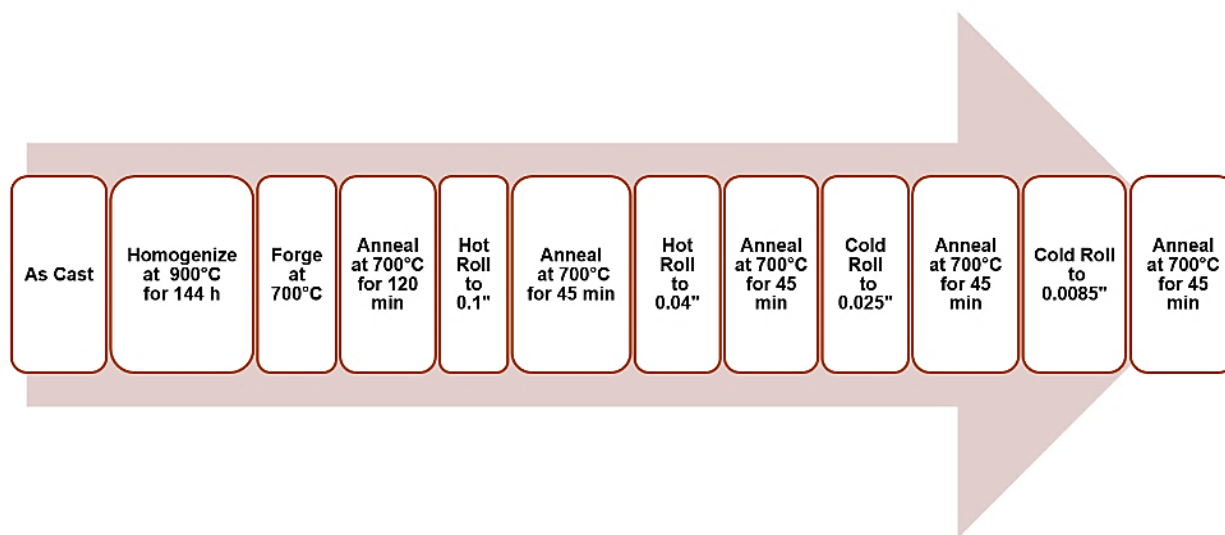 As Cast
Homogenize
at 900°C
for 144 h
Forge
at
700°C
Anneal
at 700°C
for 120
min
Hot
Roll
to
0.1"
Anneal
at 700°C
for 45 min
Hot
Roll
to
0.04"
Anneal
at 700°C
for 45
min
Cold
Roll
to
0.025"
Anneal
at 700°C
for 45
min
Cold Roll
to
0.0085"
Anneal
at 700°C
for 45
min